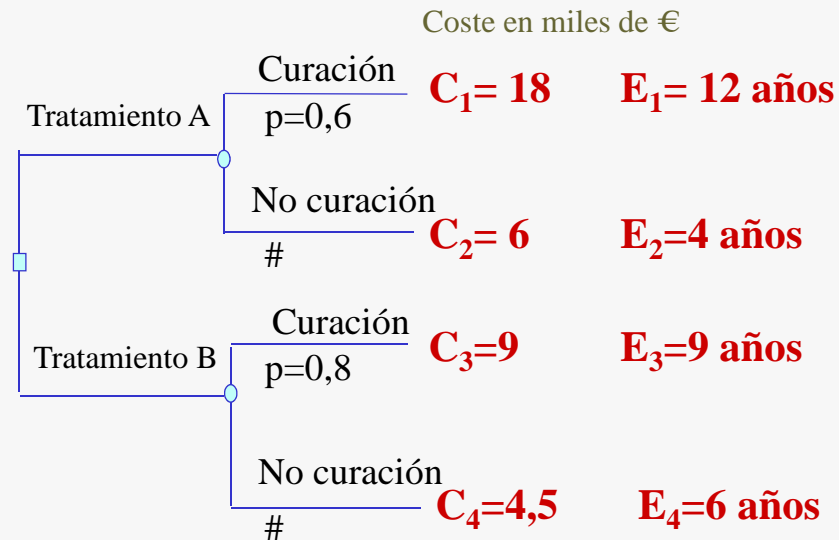 Coste en miles de €
Curación
C₁= 18 E₁= 12 años
Tratamiento A
p=0,6
No curación
C₂= 6 E₂=4 años
#
Curación
C₃=9 E₃=9 años
Tratamiento B
p=0,8
No curación
C₄=4,5 E₄=6 años
#